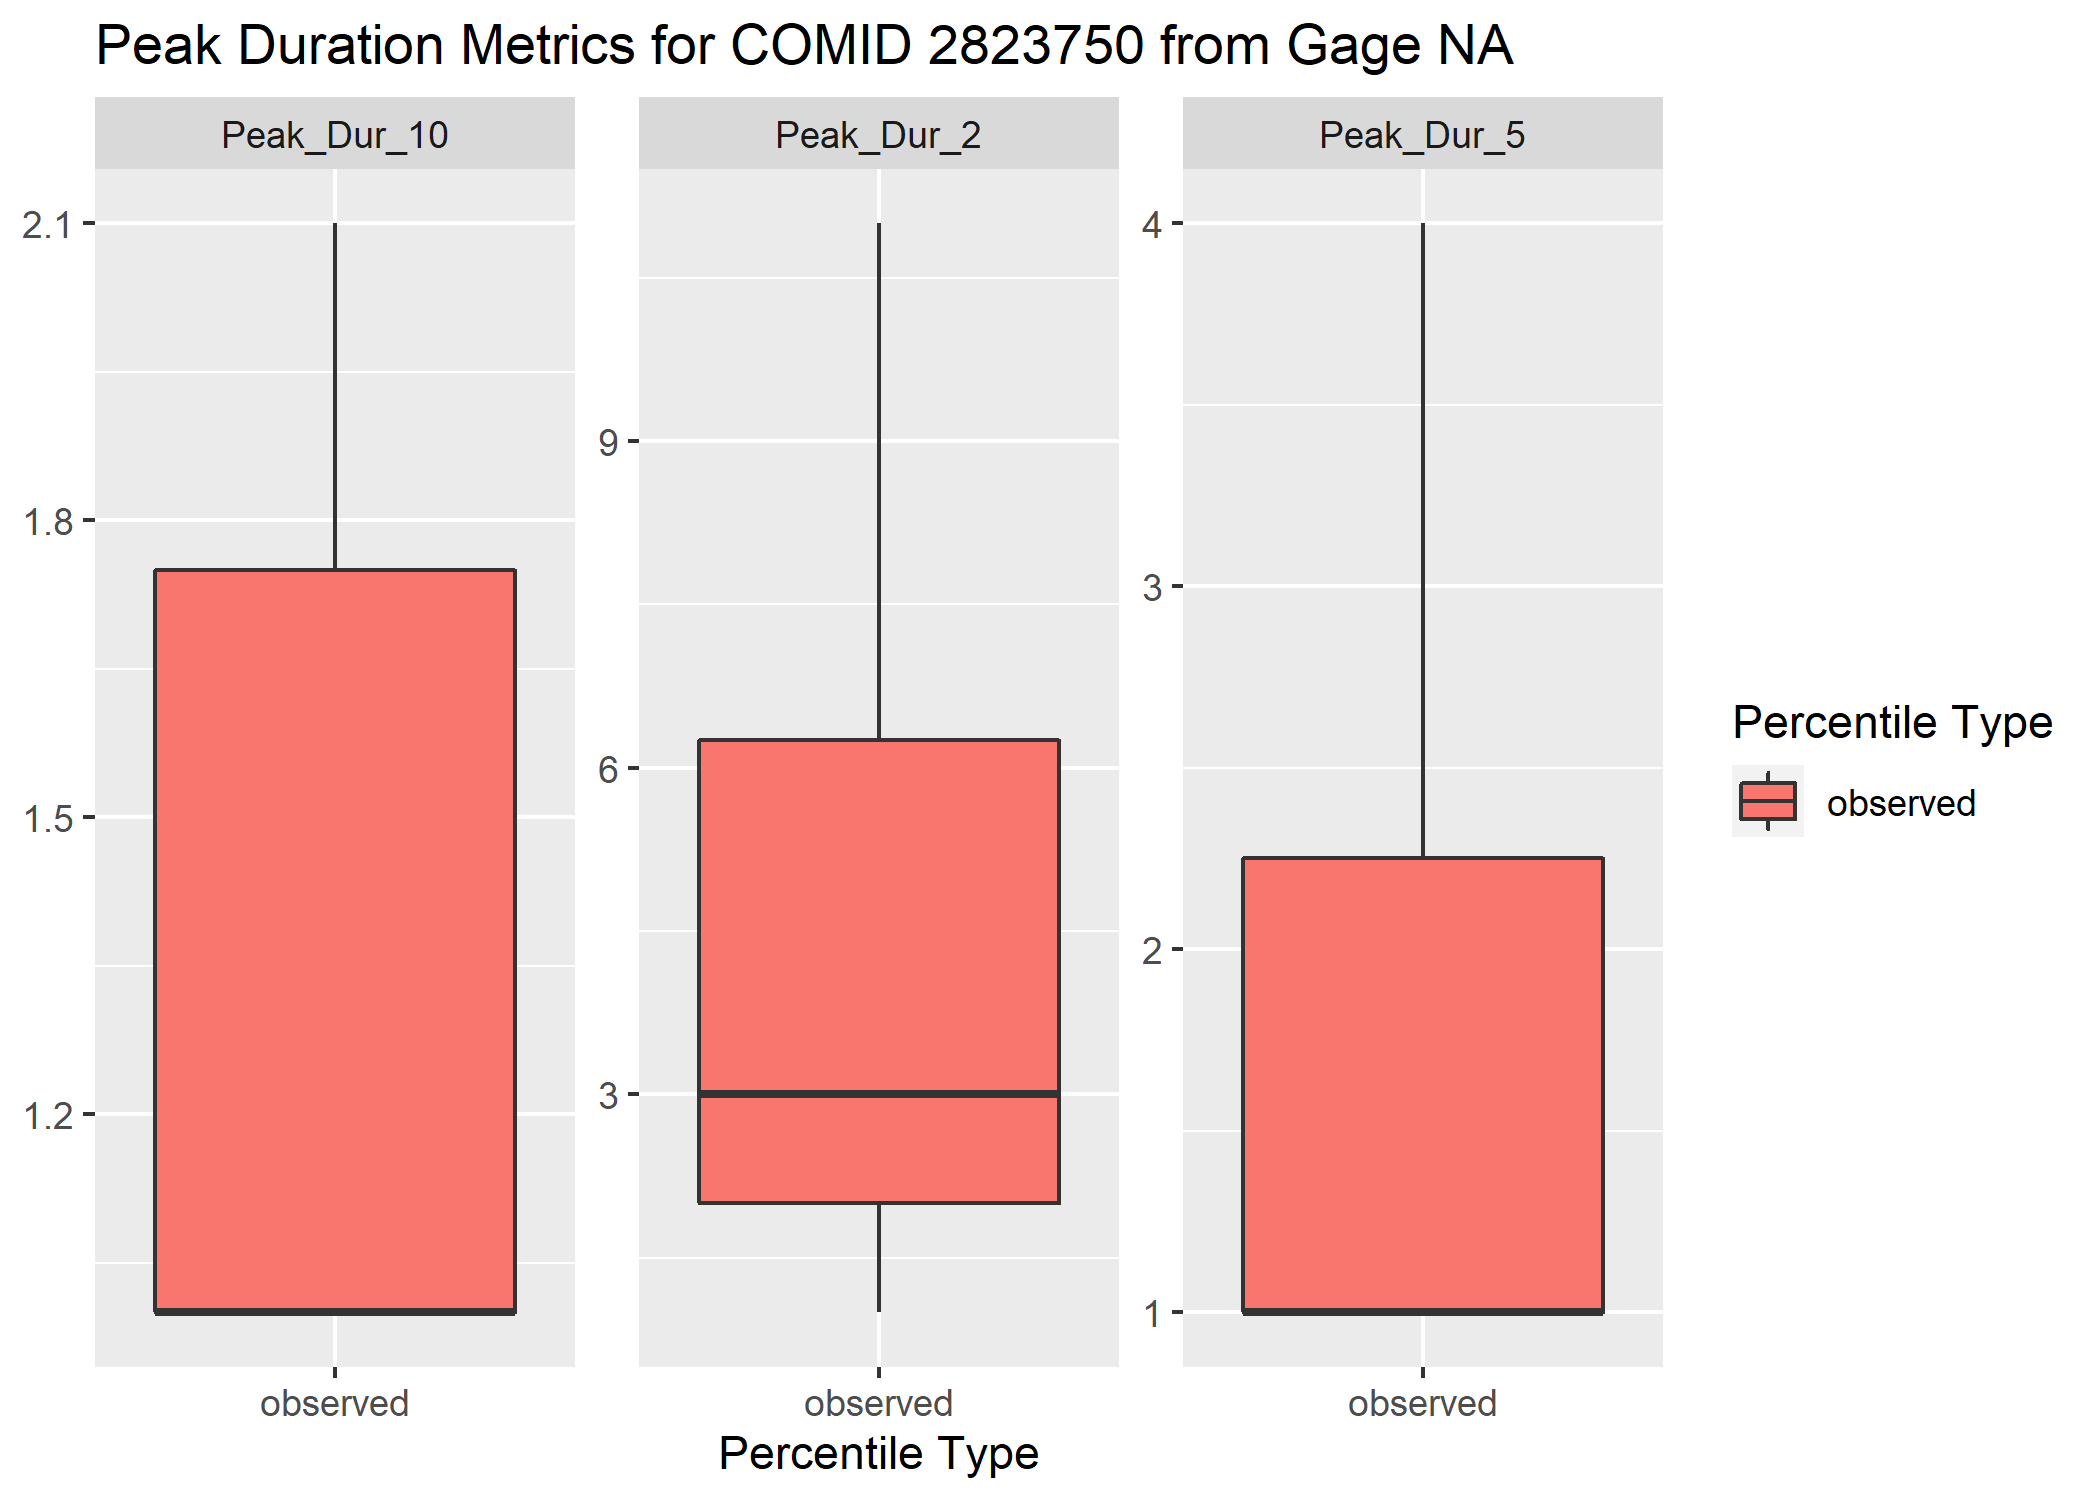 Peak Duration Metrics for COMID 2823750 from Gage NA
Peak_Dur_10
Peak_Dur_2
Peak_Dur_5
2.1
1.8
1.5
1.2
9
6
3
4
3
2
1
observed
observed
observed
Percentile Type
Percentile Type
observed